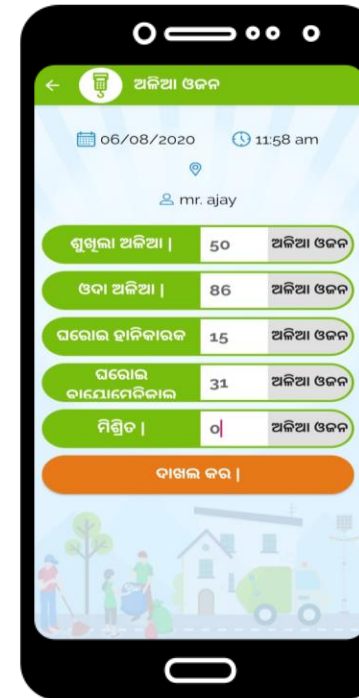 ଅଳିଆ ଓଜନ
06/08/2020 11:58 am
mr. ajay
ଶୁଖିଲା ଅଳିଆ | 50 ଅଳିଆ ଓଜନ
ଓଦା ଅଳିଆ | 86 ଅଳିଆ ଓଜନ
ଘରୋଇ ହାନିକାରକ 15 ଅଳିଆ ଓଜନ
ଘରୋଇ
ବାୟୋମେଡିକାଲ 31 ଅଳିଆ ଓଜନ
ମିଶ୍ରିତ | 0 ଅଳିଆ ଓଜନ
ଦାଖଲ କର |